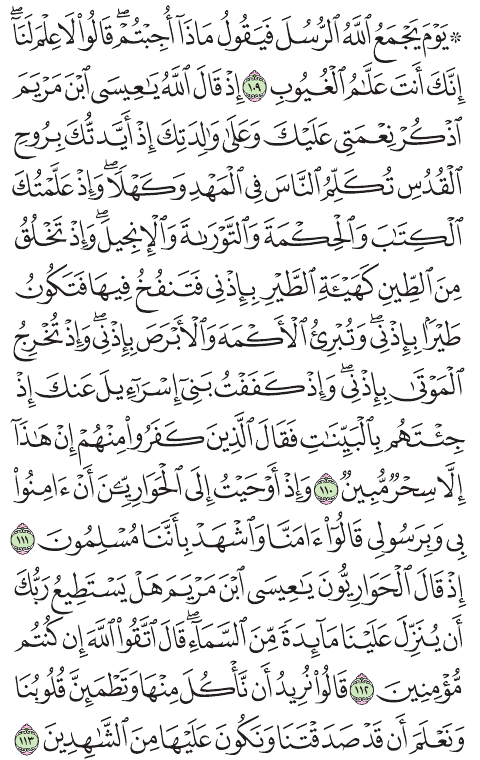 ۞ يَوْمَ يَجْمَعُ ٱللَّهُ ٱلرُّسُلَ فَيَقُولُ مَاذَآ أُجِبْتُمْۖ قَالُوا۟ لَا عِلْمَ لَنَآۖ
إِنَّكَ أَنتَ عَلَّٰمُ ٱلْغُيُوبِ ١٠٩ إِذْ قَالَ ٱللَّهُ يَٰعِيسَى ٱبْنَ مَرْيَمَ
ٱذْكُرْ نِعْمَتِى عَلَيْكَ وَعَلَىٰ وَٰلِدَتِكَ إِذْ أَيَّدتُّكَ بِرُوحِ
ٱلْقُدُسِ تُكَلِّمُ ٱلنَّاسَ فِى ٱلْمَهْدِ وَكَهْلًاۖ وَإِذْ عَلَّمْتُكَ
ٱلْكِتَٰبَ وَٱلْحِكْمَةَ وَٱلتَّوْرَىٰةَ وَٱلْإِنجِيلَۖ وَإِذْ تَخْلُقُ
مِنَ ٱلطِّينِ كَهَيْـَٔةِ ٱلطَّيْرِ بِإِذْنِى فَتَنفُخُ فِيهَا فَتَكُونُ
طَيْرًۢا بِإِذْنِىۖ وَتُبْرِئُ ٱلْأَكْمَهَ وَٱلْأَبْرَصَ بِإِذْنِىۖ وَإِذْ تُخْرِجُ
ٱلْمَوْتَىٰ بِإِذْنِىۖ وَإِذْ كَفَفْتُ بَنِىٓ إِسْرَٰٓءِيلَ عَنكَ إِذْ
جِئْتَهُم بِٱلْبَيِّنَٰتِ فَقَالَ ٱلَّذِينَ كَفَرُوا۟ مِنْهُمْ إِنْ هَٰذَآ
إِلَّا سِحْرٌ مُّبِينٌ ١١٠ وَإِذْ أَوْحَيْتُ إِلَى ٱلْحَوَارِيِّـۧنَ أَنْ ءَامِنُوا۟
بِى وَبِرَسُولِى قَالُوٓا۟ ءَامَنَّا وَٱشْهَدْ بِأَنَّنَا مُسْلِمُونَ ١١١
إِذْ قَالَ ٱلْحَوَارِيُّونَ يَٰعِيسَى ٱبْنَ مَرْيَمَ هَلْ يَسْتَطِيعُ رَبُّكَ
أَن يُنَزِّلَ عَلَيْنَا مَآئِدَةً مِّنَ ٱلسَّمَآءِۖ قَالَ ٱتَّقُوا۟ ٱللَّهَ إِن كُنتُم
مُّؤْمِنِينَ ١١٢ قَالُوا۟ نُرِيدُ أَن نَّأْكُلَ مِنْهَا وَتَطْمَئِنَّ قُلُوبُنَا
وَنَعْلَمَ أَن قَدْ صَدَقْتَنَا وَنَكُونَ عَلَيْهَا مِنَ ٱلشَّٰهِدِينَ ١١٣